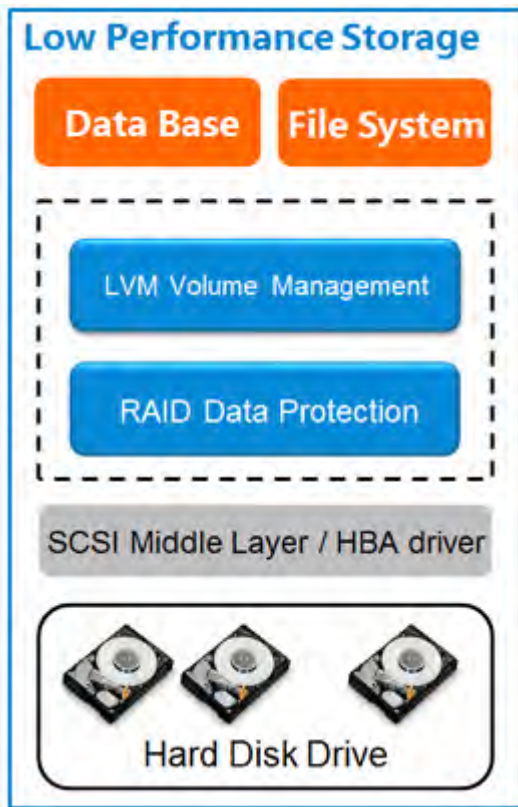 Low Performance Storage
Data Base
File System
LVM Volume Management
RAID Data Protection
SCSI Middle Layer / HBA driver
Hard Disk Drive